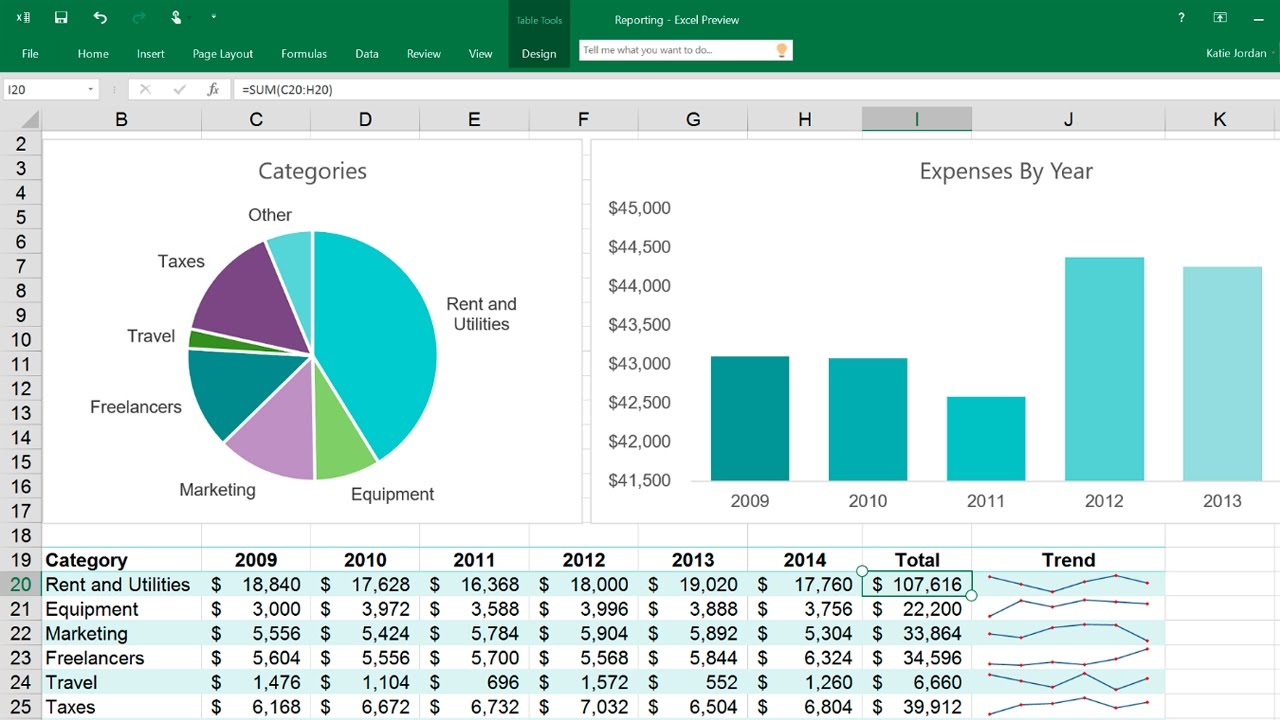 Table Tools
Reporting - Excel Preview
?
File Home Insert Page Layout Formulas Data Review View Design Tell me what you want to do... Katie Jordan
I20 fx =SUM(C20:H20)
B C D E F G H I J K
2
3
4
5
6
7
8
9
10
11
12
13
14
15
16
17
18
Categories
Other
Taxes
Rent and
Utilities
Travel
Freelancers
Marketing
Equipment
Expenses By Year
$45,000
$44,500
$44,000
$43,500
$43,000
$42,500
$42,000
$41,500
2009 2010 2011 2012 2013
19 Category 2009 2010 2011 2012 2013 2014 Total Trend
20 Rent and Utilities $ 18,840 $ 17,628 $ 16,368 $ 18,000 $ 19,020 $ 17,760 $ 107,616
21 Equipment $ 3,000 $ 3,972 $ 3,588 $ 3,996 $ 3,888 $ 3,756 $ 22,200
22 Marketing $ 5,556 $ 5,424 $ 5,784 $ 5,904 $ 5,892 $ 5,304 $ 33,864
23 Freelancers $ 5,604 $ 5,556 $ 5,700 $ 5,568 $ 5,844 $ 6,324 $ 34,596
24 Travel $ 1,476 $ 1,104 $ 696 $ 1,572 $ 552 $ 1,260 $ 6,660
25 Taxes $ 6,168 $ 6,672 $ 6,732 $ 7,032 $ 6,504 $ 6,804 $ 39,912